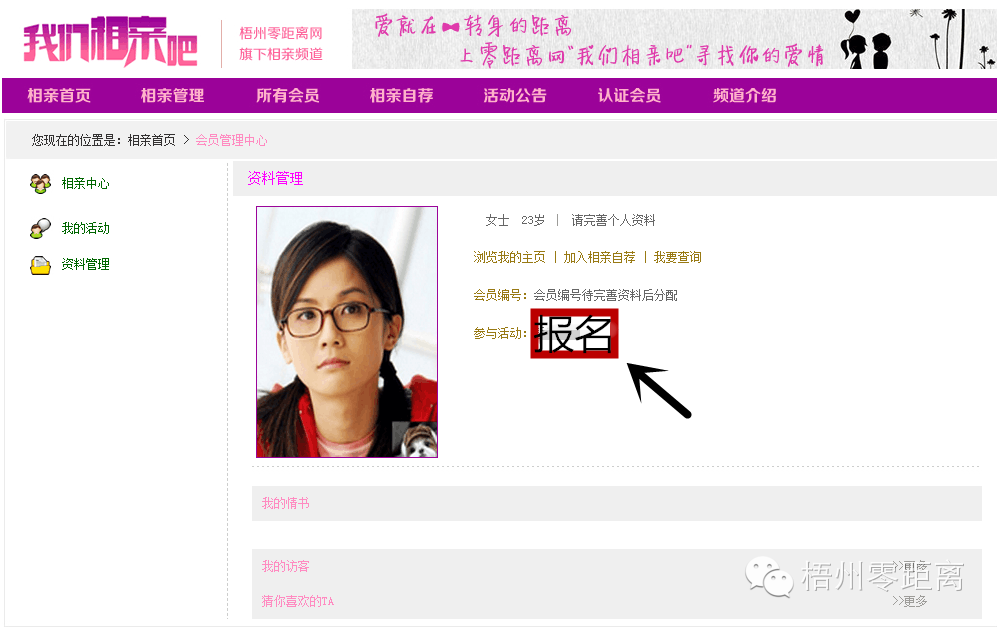 我们相亲吧
梧州零距离网
旗下相亲频道
爱就在转身的距离
上零距离网"我们相亲吧"寻找你的爱情
相亲首页 相亲管理 所有会员 相亲自荐 活动公告 认证会员 频道介绍
您现在的位置是：相亲首页 > 会员管理中心
相亲中心
我的活动
资料管理
资料管理
女士 23岁 | 请完善个人资料
浏览我的主页 | 加入相亲自荐 | 我要查询
会员编号：会员编号待完善资料后分配
参与活动：报名
我的情书
我的访客 >>更多
猜你喜欢的TA >>更多
梧州零距离